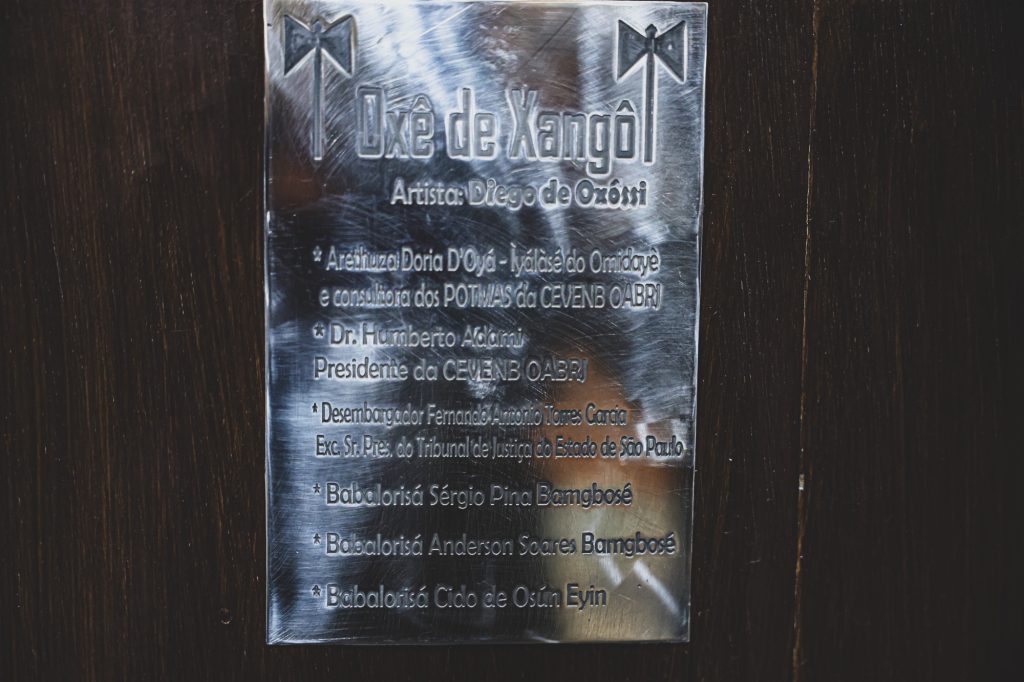 Oxê de Xangô
Artista: Diego de Oxóssi
* Arethuza Doria D'Oyá - Ìyálàsé do Omidayê
e consultora dos POTMAS da CEVENB OABRJ
* Dr. Humberto Adami
Presidente da CEVENB OABRJ
* Desembargador Fernando Antonio Torres Garcia
Exc. Sr. Pres. do Tribunal de Justiça do Estado de São Paulo
* Babalorisá Sérgio Pina Bamgbosé
* Babalorisá Anderson Soares Bamgbosé
* Babalorisá Cido de Osún Eyin